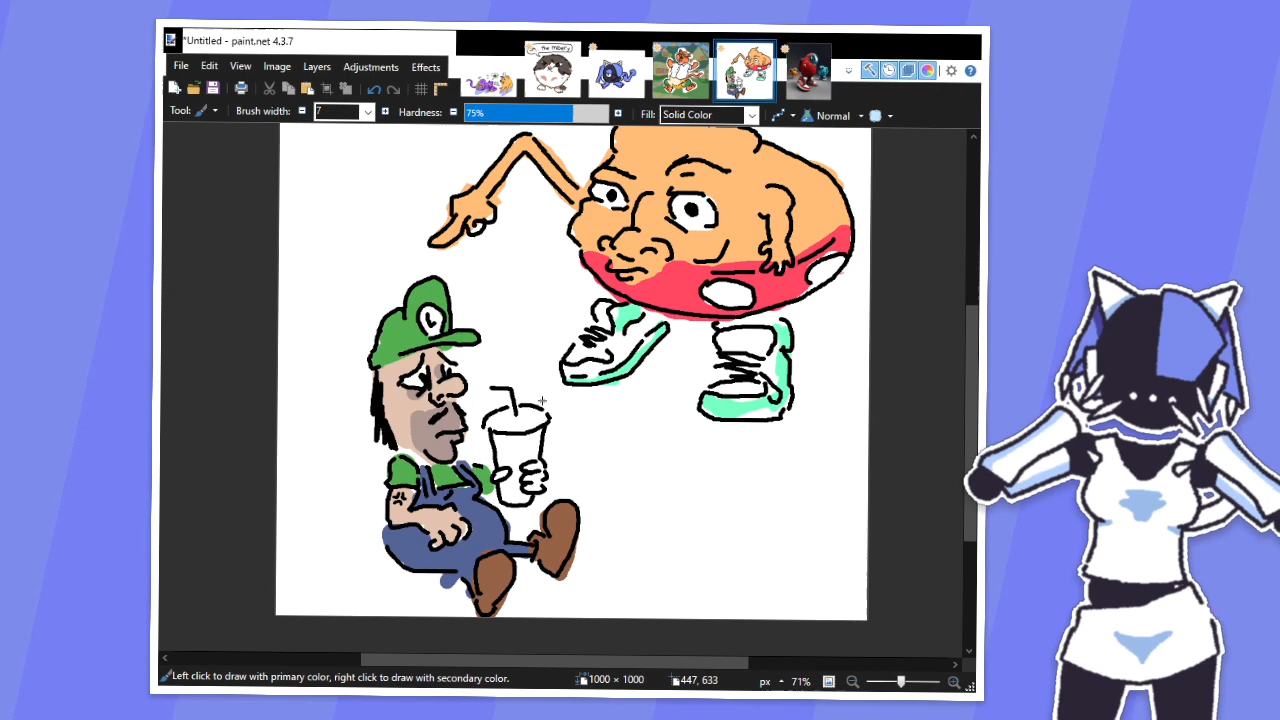 *Untitled - paint.net 4.3.7
File Edit View Image Layers Adjustments Effects
the misery
Tool: Brush width: 7 Hardness: 75% Fill: Solid Color Normal
L
Left click to draw with primary color, right click to draw with secondary color. 1000 × 1000 447, 633 px 71%